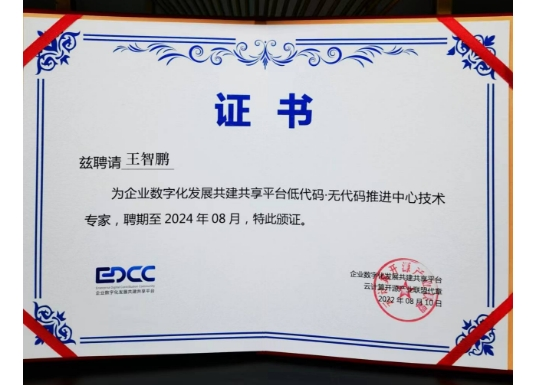 证书
兹聘请 王智鹏
为企业数字化发展共建共享平台低代码·无代码推进中心技术
专家，聘期至 2024 年 08 月，特此颁证。
EDCC
企业数字化发展共建共享平台
企业数字化发展共建共享平台
云计算开源产业联盟代章
2022 年 08 月 10 日